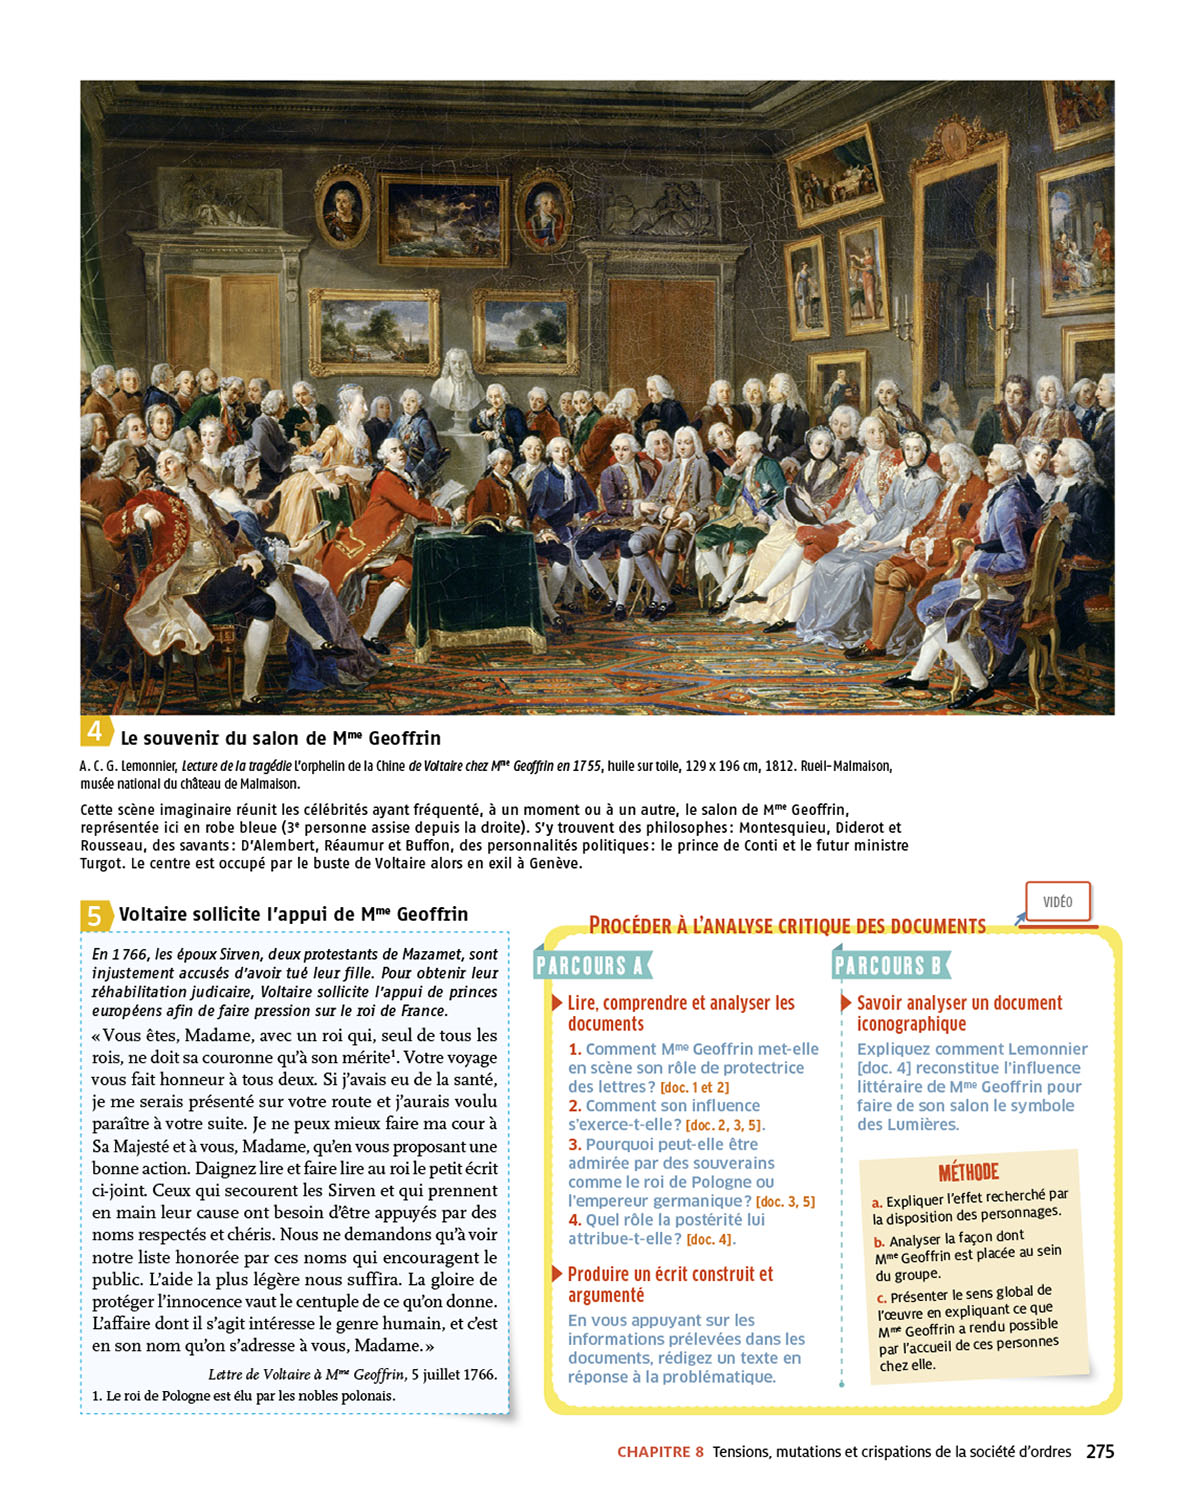 4
Le souvenir du salon de Mme Geoffrin
A. C. G. Lemonnier, Lecture de la tragédie L'orphelin de la Chine de Voltaire chez Mme Geoffrin en 1755, huile sur toile, 129 x 196 cm, 1812. Rueil-Malmaison,
musée national du château de Malmaison.
Cette scène imaginaire réunit les célébrités ayant fréquenté, à un moment ou à un autre, le salon de Mme Geoffrin,
représentée ici en robe bleue (3e personne assise depuis la droite). S'y trouvent des philosophes : Montesquieu, Diderot et
Rousseau, des savants : D'Alembert, Réaumur et Buffon, des personnalités politiques : le prince de Conti et le futur ministre
Turgot. Le centre est occupé par le buste de Voltaire alors en exil à Genève.
5
Voltaire sollicite l'appui de Mme Geoffrin
En 1766, les époux Sirven, deux protestants de Mazamet, sont
injustement accusés d'avoir tué leur fille. Pour obtenir leur
réhabilitation judicaire, Voltaire sollicite l'appui de princes
européens afin de faire pression sur le roi de France.
« Vous êtes, Madame, avec un roi qui, seul de tous les
rois, ne doit sa couronne qu'à son mérite1. Votre voyage
vous fait honneur à tous deux. Si j'avais eu de la santé,
je me serais présenté sur votre route et j'aurais voulu
paraître à votre suite. Je ne peux mieux faire ma cour à
Sa Majesté et à vous, Madame, qu'en vous proposant une
bonne action. Daignez lire et faire lire au roi le petit écrit
ci-joint. Ceux qui secourent les Sirven et qui prennent
en main leur cause ont besoin d'être appuyés par des
noms respectés et chéris. Nous ne demandons qu'à voir
notre liste honorée par ces noms qui encouragent le
public. L'aide la plus légère nous suffira. La gloire de
protéger l'innocence vaut le centuple de ce qu'on donne.
L'affaire dont il s'agit intéresse le genre humain, et c'est
en son nom qu'on s'adresse à vous, Madame. »
Lettre de Voltaire à Mme Geoffrin, 5 juillet 1766.
1. Le roi de Pologne est élu par les nobles polonais.
PROCÉDER À L'ANALYSE CRITIQUE DES DOCUMENTS
VIDÉO
PARCOURS A
Lire, comprendre et analyser les
documents
1. Comment Mme Geoffrin met-elle
en scène son rôle de protectrice
des lettres ? [doc. 1 et 2]
2. Comment son influence
s'exerce-t-elle ? [doc. 2, 3, 5].
3. Pourquoi peut-elle être
admirée par des souverains
comme le roi de Pologne ou
l'empereur germanique ? [doc. 3, 5]
4. Quel rôle la postérité lui
attribue-t-elle ? [doc. 4].
Produire un écrit construit et
argumenté
En vous appuyant sur les
informations prélevées dans les
documents, rédigez un texte en
réponse à la problématique.
PARCOURS B
Savoir analyser un document
iconographique
Expliquez comment Lemonnier
[doc. 4] reconstitue l'influence
littéraire de Mme Geoffrin pour
faire de son salon le symbole
des Lumières.
MÉTHODE
a. Expliquer l'effet recherché par
la disposition des personnages.
b. Analyser la façon dont
Mme Geoffrin est placée au sein
du groupe.
c. Présenter le sens global de
l'œuvre en expliquant ce que
Mme Geoffrin a rendu possible
par l'accueil de ces personnes
chez elle.
CHAPITRE 8 Tensions, mutations et crispations de la société d'ordres 275